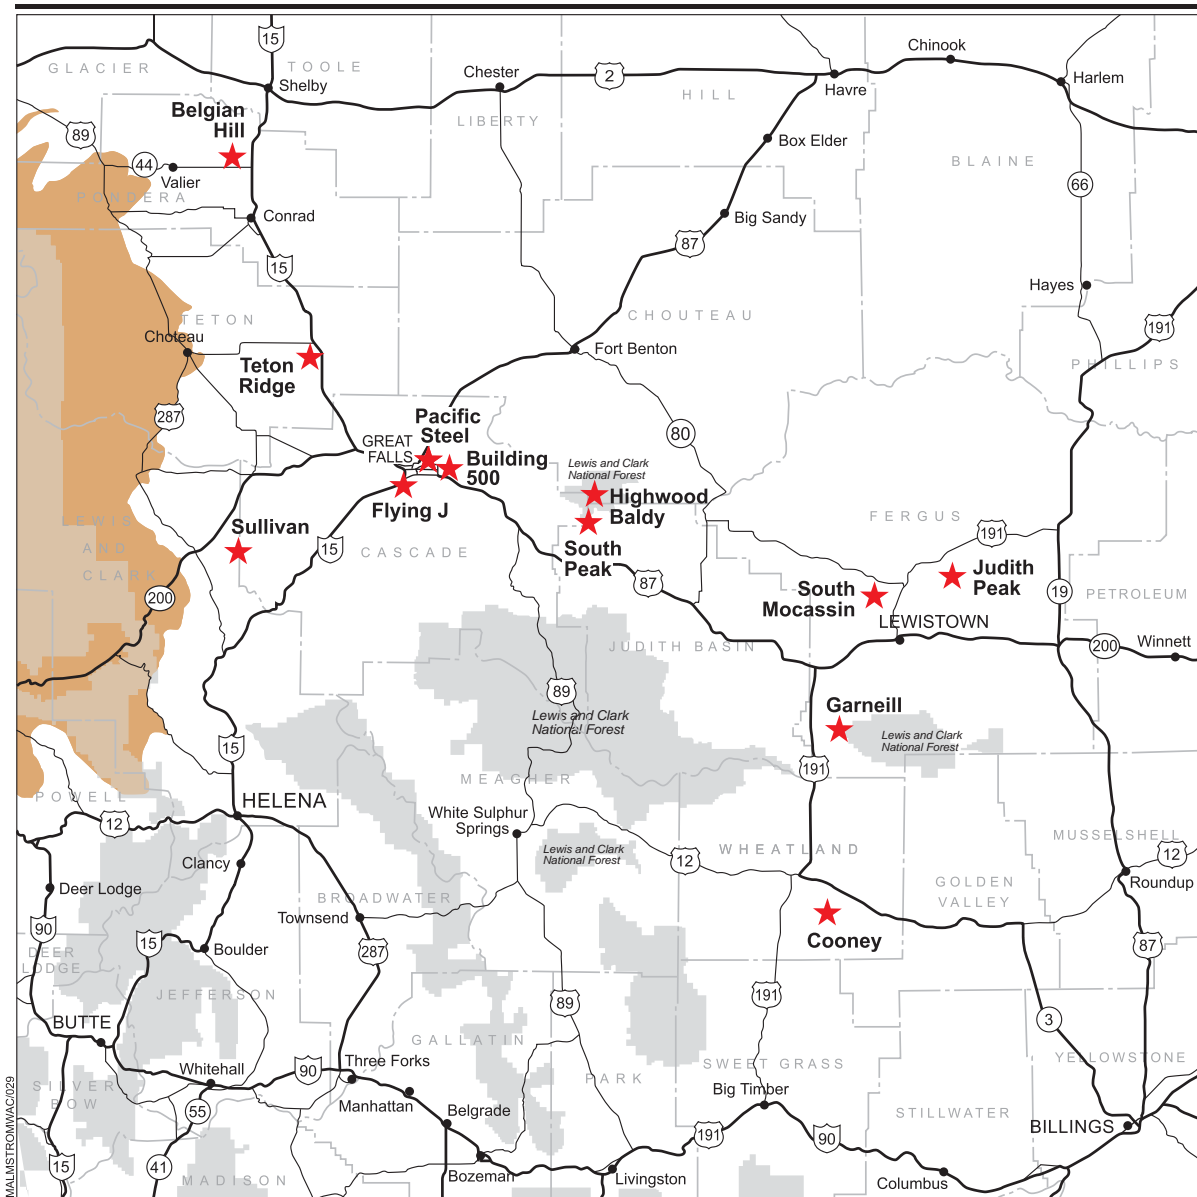 15
GLACIER
TOOLE
Shelby
Chester
2
Chinook
Havre
Harlem
HILL
LIBERTY
Belgian
Hill
89
44
Valier
PONDERA
Box Elder
BLAINE
66
Conrad
Big Sandy
87
15
Hayes
TETON
CHOUTEAU
191
Choteau
Fort Benton
PHILLIPS
Teton
Ridge
287
Pacific
Steel
80
GREAT
FALLS
Building
500
Lewis and Clark
National Forest
Highwood
Baldy
Flying J
LEWIS
AND
CLARK
Sullivan
FERGUS
191
15
CASCADE
South
Peak
87
Judith
Peak
South
Mocassin
19
PETROLEUM
200
LEWISTOWN
JUDITH BASIN
200
Winnett
89
Lewis and Clark
National Forest
Garneill
Lewis and Clark
National Forest
15
191
MEAGHER
POWELL
HELENA
12
White Sulphur
Springs
MUSSELSHELL
12
Lewis and Clark
National Forest
12
WHEATLAND
Clancy
Roundup
Deer Lodge
GOLDEN
VALLEY
BROADWATER
Townsend
Cooney
90
15
Boulder
287
87
DEER
LODGE
JEFFERSON
89
191
BUTTE
3
GALLATIN
Three Forks
Whitehall
90
SWEET GRASS
YELLOWSTONE
PARK
SILVER
BOW
Big Timber
Manhattan
Belgrade
55
STILLWATER
BILLINGS
191
90
15
41
MADISON
Bozeman
Livingston
Columbus
MALMSTROMWAC/029